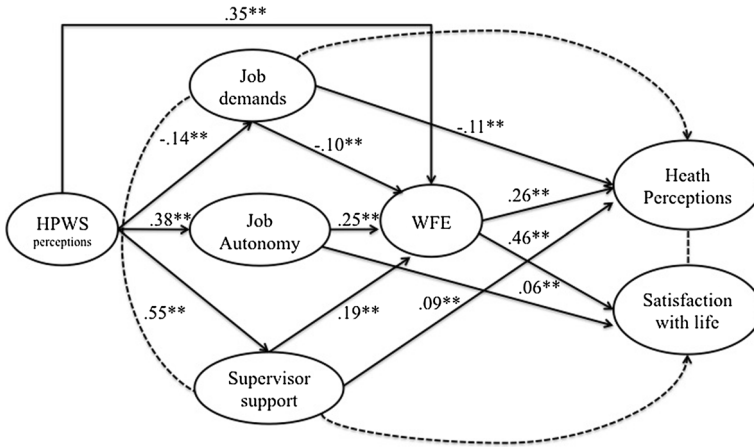 .35**
Job
demands
-.14**
-.10**
-.11**
HPWS
perceptions
.38**
Job
Autonomy
.25**
WFE
.26**
Heath
Perceptions
.46**
.55**
.19**
.09**
.06**
Satisfaction
with life
Supervisor
support